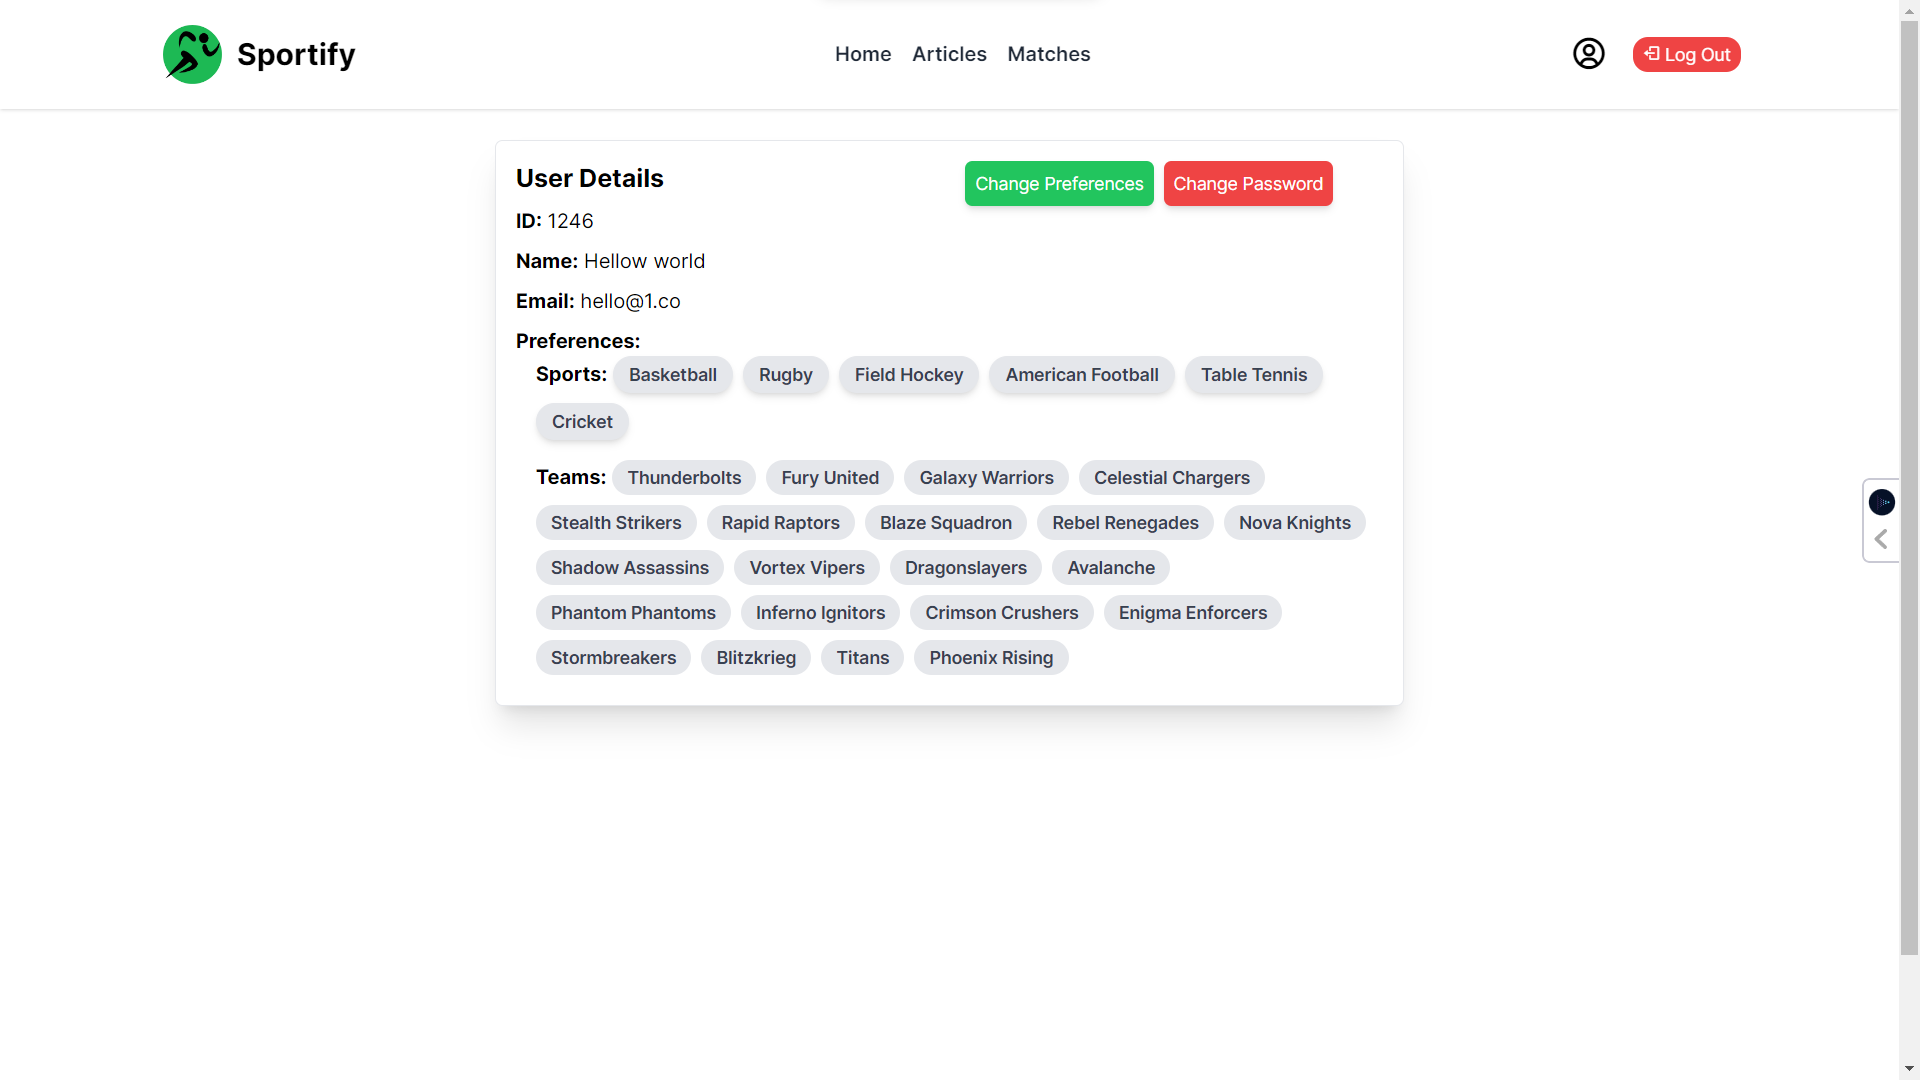 Sportify
Home Articles Matches
Log Out
User Details
Change Preferences Change Password
ID: 1246
Name: Hellow world
Email: hello@1.co
Preferences:
Sports: Basketball Rugby Field Hockey American Football Table Tennis
Cricket
Teams: Thunderbolts Fury United Galaxy Warriors Celestial Chargers
Stealth Strikers Rapid Raptors Blaze Squadron Rebel Renegades Nova Knights
Shadow Assassins Vortex Vipers Dragonslayers Avalanche
Phantom Phantoms Inferno Ignitors Crimson Crushers Enigma Enforcers
Stormbreakers Blitzkrieg Titans Phoenix Rising